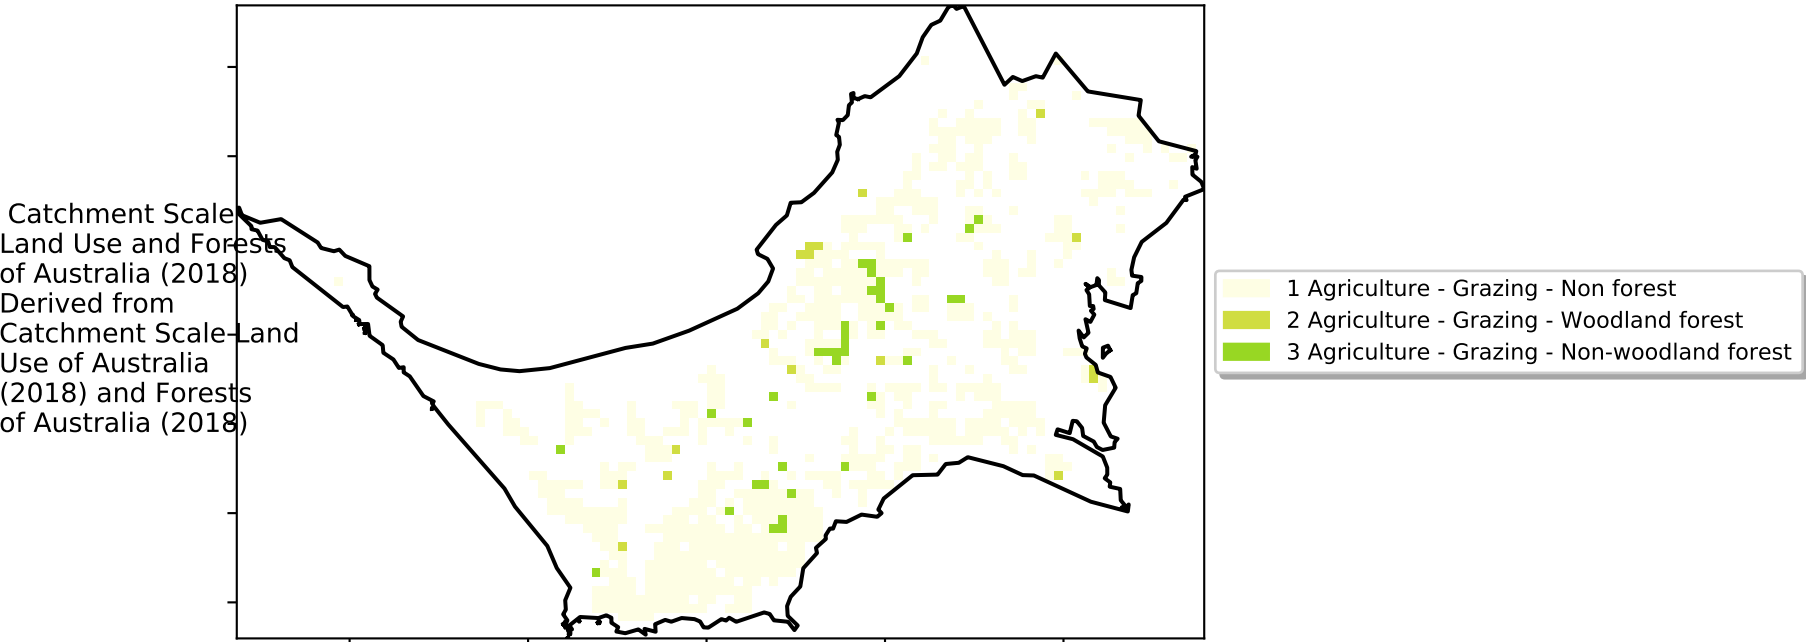 Catchment Scale
Land Use and Forests
of Australia (2018)
Derived from
Catchment Scale Land
Use of Australia
(2018) and Forests
of Australia (2018)
1 Agriculture - Grazing - Non forest
2 Agriculture - Grazing - Woodland forest
3 Agriculture - Grazing - Non-woodland forest